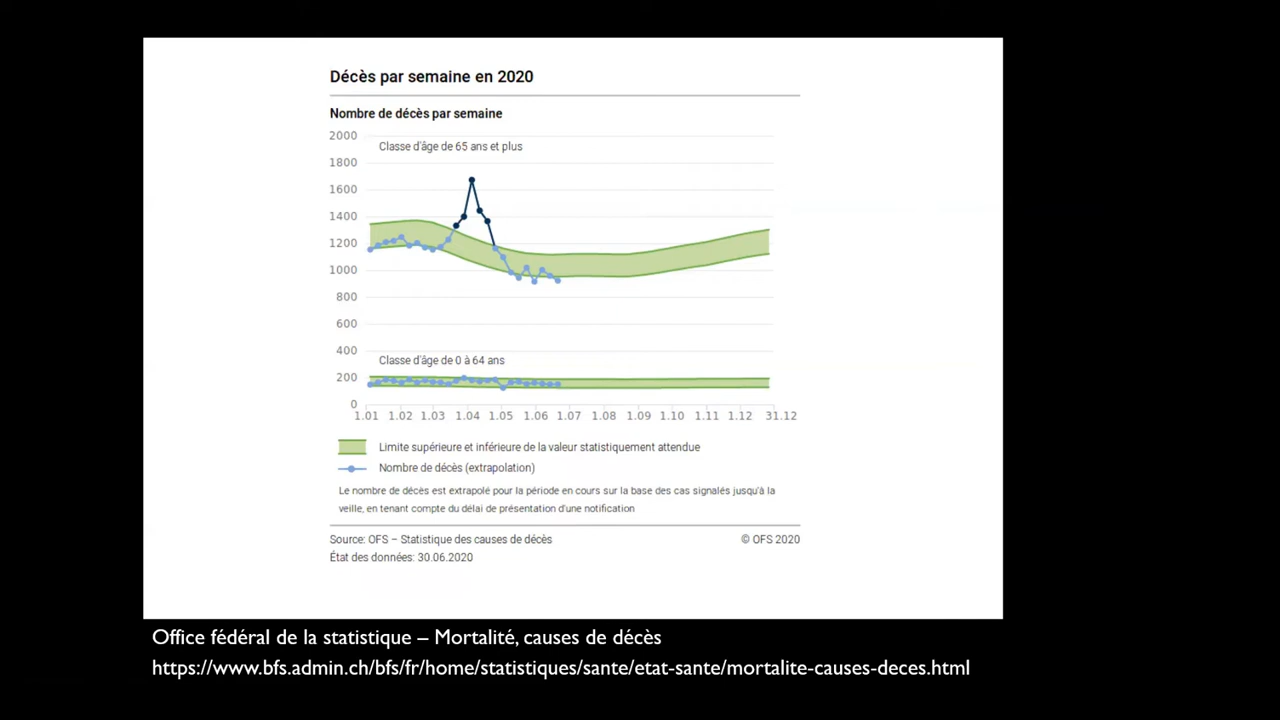 Décès par semaine en 2020
Nombre de décès par semaine
2000
Classe d'âge de 65 ans et plus
1800
1600
1400
1200
1000
800
600
400
Classe d'âge de 0 à 64 ans
200
0
1.01 1.02 1.03 1.04 1.05 1.06 1.07 1.08 1.09 1.10 1.11 1.12 31.12
Limite supérieure et inférieure de la valeur statistiquement attendue
Nombre de décès (extrapolation)
Le nombre de décès est extrapolé pour la période en cours sur la base des cas signalés jusqu'à la
veille, en tenant compte du délai de présentation d'une notification
Source: OFS – Statistique des causes de décès © OFS 2020
État des données: 30.06.2020
Office fédéral de la statistique – Mortalité, causes de décès
https://www.bfs.admin.ch/bfs/fr/home/statistiques/sante/etat-sante/mortalite-causes-deces.html